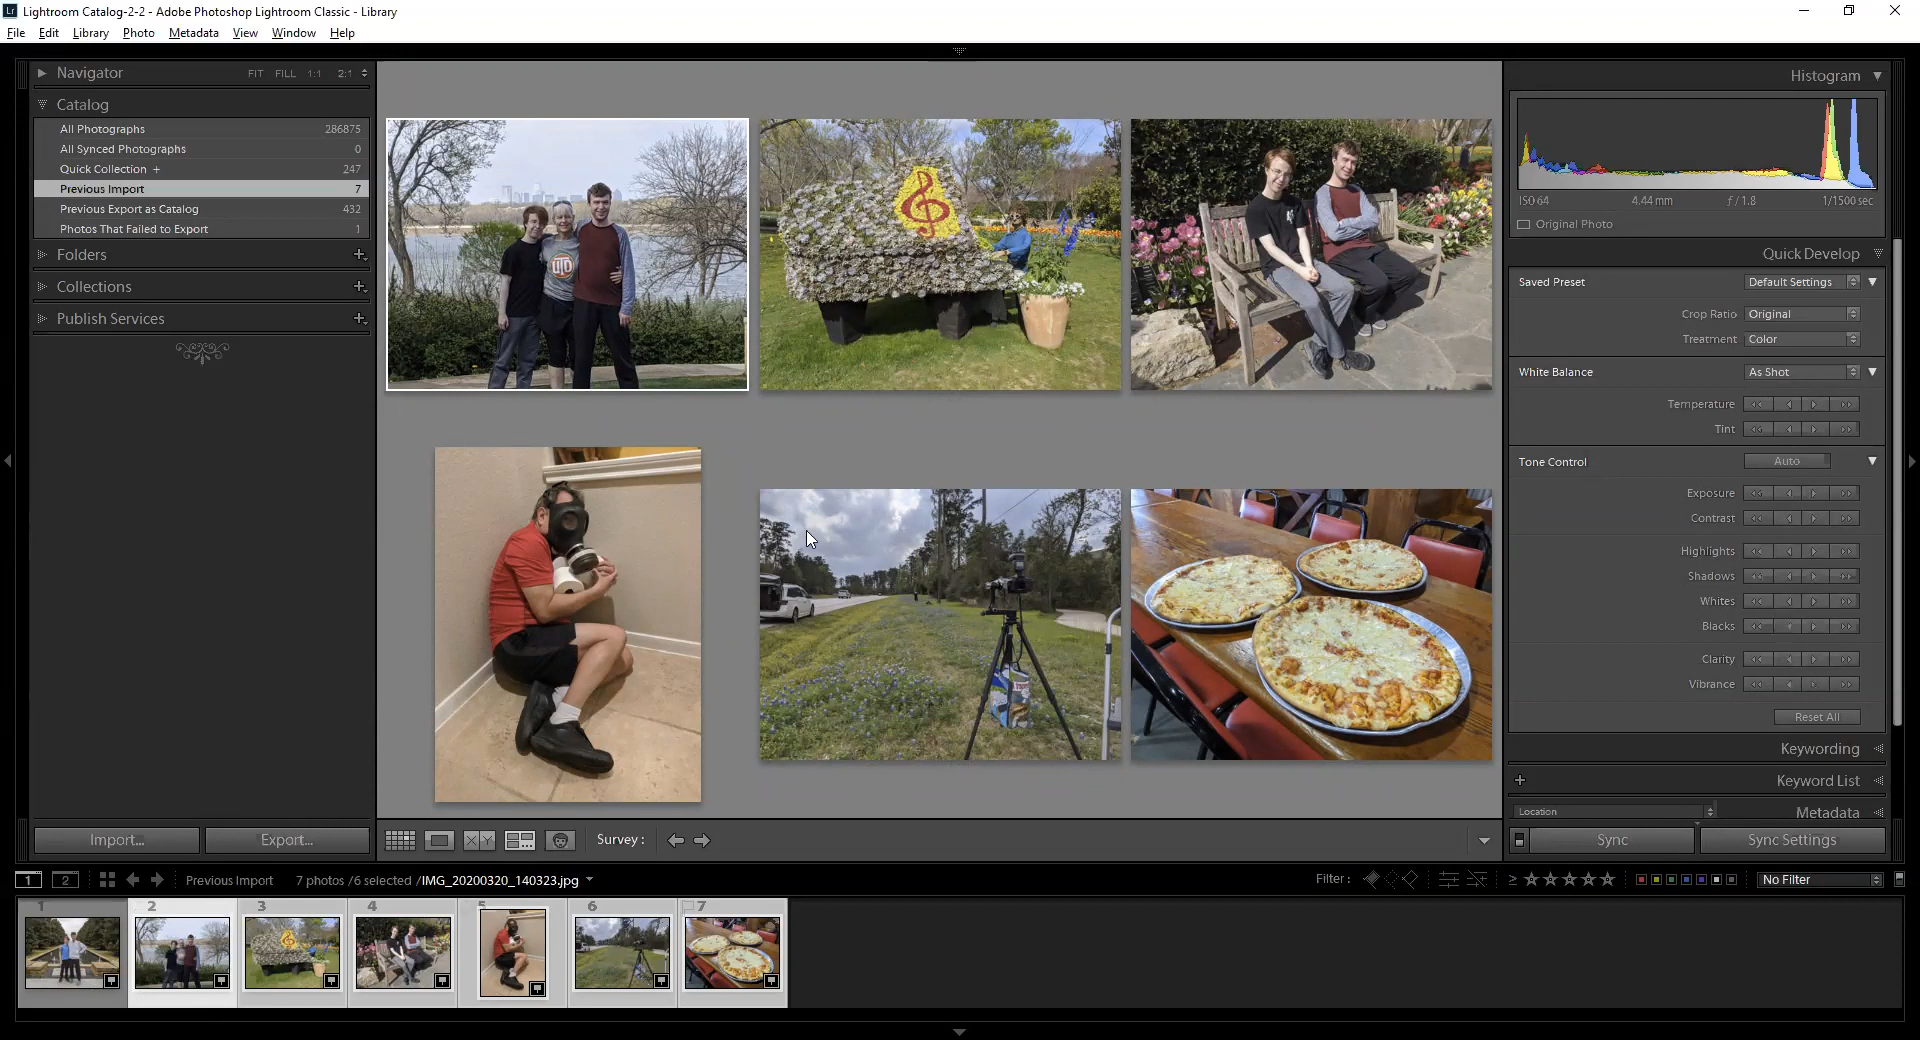 Lightroom Catalog-2-2 - Adobe Photoshop Lightroom Classic - Library
File Edit Library Photo Metadata View Window Help
Navigator FIT FILL 1:1 2:1
Catalog
All Photographs 286875
All Synced Photographs 0
Quick Collection + 247
Previous Import 7
Previous Export as Catalog 432
Photos That Failed to Export 1
Folders
Collections
Publish Services
Import... Export...
UTD
Survey :
Histogram
ISO 64 4.44 mm ƒ / 1.8 1/1500 sec
Original Photo
Quick Develop
Saved Preset Default Settings
Crop Ratio Original
Treatment Color
White Balance As Shot
Temperature
Tint
Tone Control Auto
Exposure
Contrast
Highlights
Shadows
Whites
Blacks
Clarity
Vibrance
Reset All
Keywording
Keyword List
Location Metadata
Sync Sync Settings
1 2 Previous Import 7 photos /6 selected /IMG_20200320_140323.jpg Filter : ≥ No Filter
1 2 3 4 5 6 7